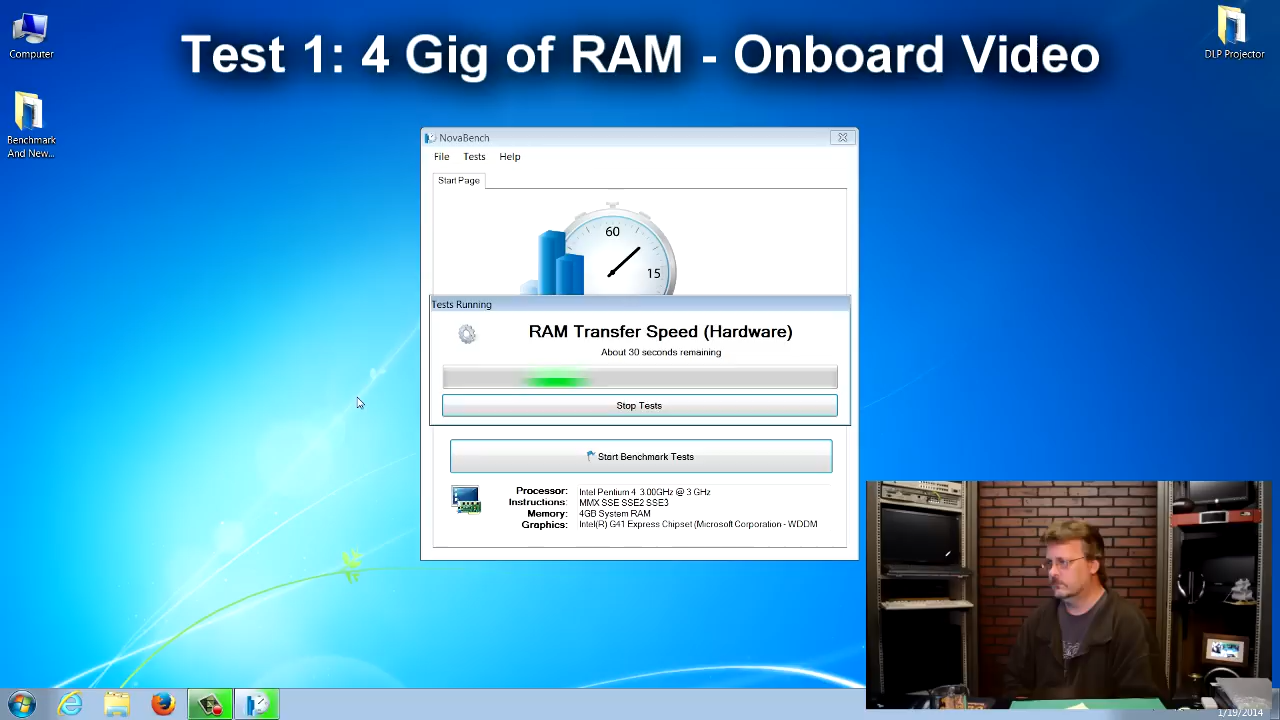 Test 1: 4 Gig of RAM - Onboard Video
Computer
DLP Projector
Benchmark
And New...
NovaBench
File Tests Help
Start Page
60
15
Tests Running
RAM Transfer Speed (Hardware)
About 30 seconds remaining
Stop Tests
Start Benchmark Tests
Processor: Intel Pentium 4 3.00GHz @ 3 GHz
Instructions: MMX SSE SSE2 SSE3
Memory: 4GB System RAM
Graphics: Intel(R) G41 Express Chipset (Microsoft Corporation - WDDM
1/19/2014